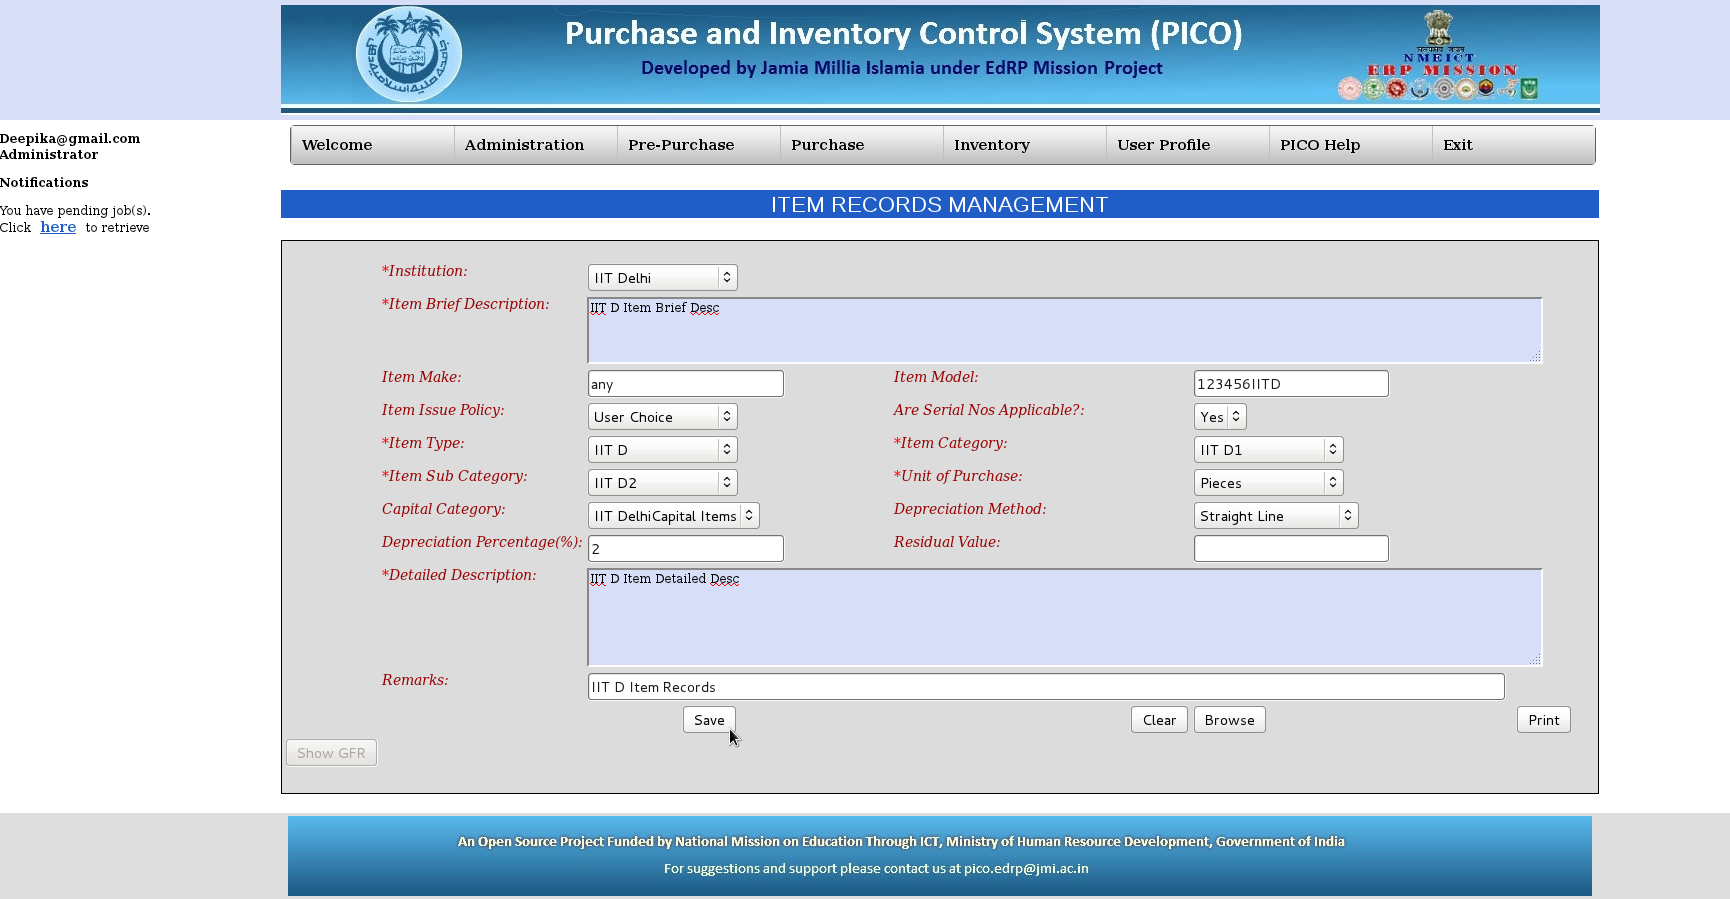 Purchase and Inventory Control System (PICO)
Developed by Jamia Millia Islamia under EdRP Mission Project
NMEICT
ERP MISSION
Deepika@gmail.com
Administrator
Notifications
You have pending job(s).
Click here to retrieve
Welcome Administration Pre-Purchase Purchase Inventory User Profile PICO Help Exit
ITEM RECORDS MANAGEMENT
*Institution: IIT Delhi
*Item Brief Description: IIT D Item Brief Desc
Item Make: any Item Model: 123456IITD
Item Issue Policy: User Choice Are Serial Nos Applicable?: Yes
*Item Type: IIT D *Item Category: IIT D1
*Item Sub Category: IIT D2 *Unit of Purchase: Pieces
Capital Category: IIT DelhiCapital Items Depreciation Method: Straight Line
Depreciation Percentage(%): 2 Residual Value:
*Detailed Description: IIT D Item Detailed Desc
Remarks: IIT D Item Records
Save Clear Browse Print
Show GFR
An Open Source Project Funded by National Mission on Education Through ICT, Ministry of Human Resource Development, Government of India
For suggestions and support please contact us at pico.edrp@jmi.ac.in